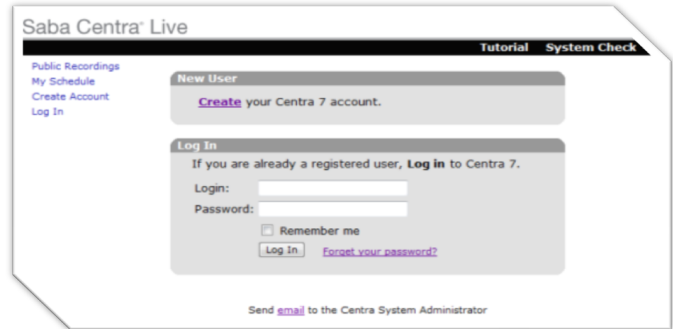 Saba Centra® Live
Tutorial System Check
Public Recordings
My Schedule
Create Account
Log In
New User
Create your Centra 7 account.
Log In
If you are already a registered user, Log in to Centra 7.
Login:
Password:
Remember me
Log In Forget your password?
Send email to the Centra System Administrator